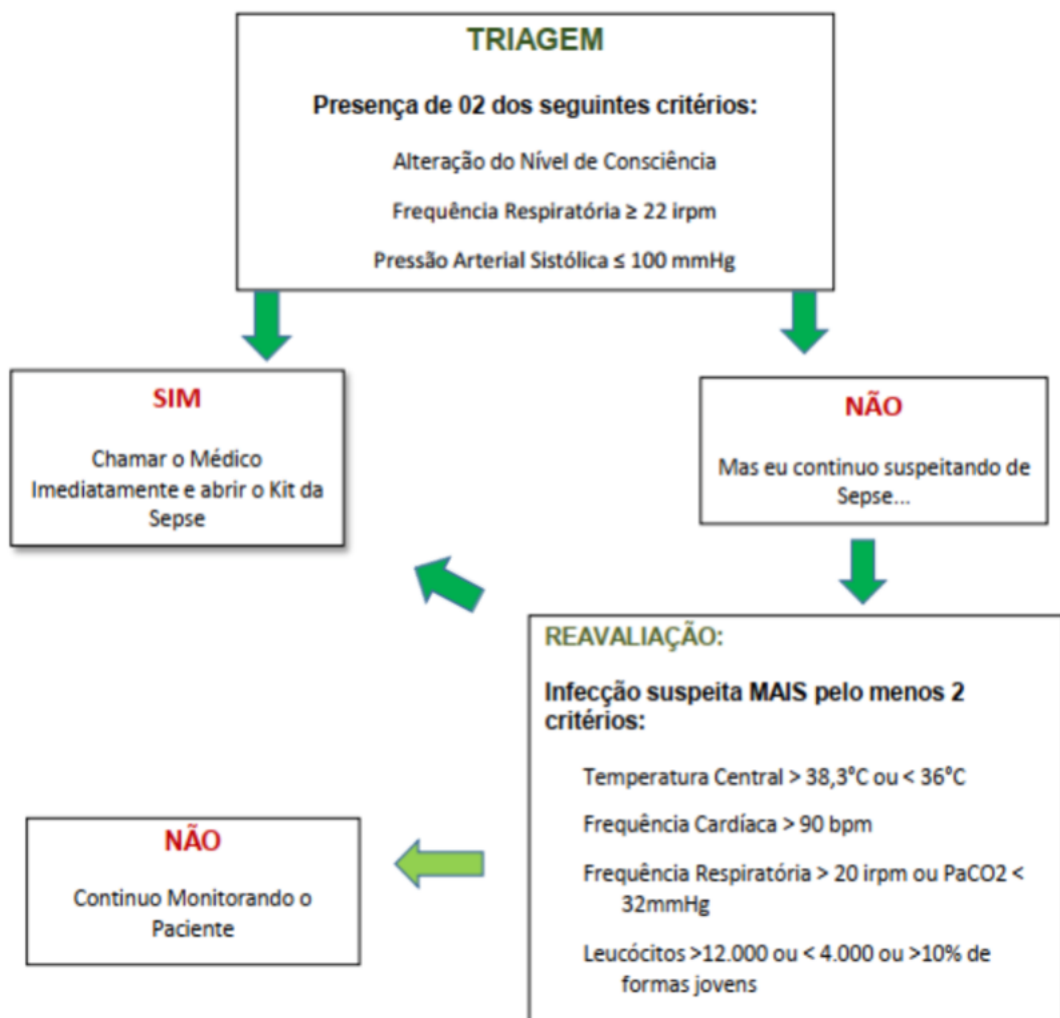 TRIAGEM
Presença de 02 dos seguintes critérios:
Alteração do Nível de Consciência
Frequência Respiratória ≥ 22 irpm
Pressão Arterial Sistólica ≤ 100 mmHg
SIM
Chamar o Médico
Imediatamente e abrir o Kit da
Sepse
NÃO
Mas eu continuo suspeitando de
Sepse...
REAVALIAÇÃO:
Infecção suspeita MAIS pelo menos 2
critérios:
Temperatura Central > 38,3°C ou < 36°C
Frequência Cardíaca > 90 bpm
Frequência Respiratória > 20 irpm ou PaCO2 <
32mmHg
Leucócitos >12.000 ou < 4.000 ou >10% de
formas jovens
NÃO
Continuo Monitorando o
Paciente